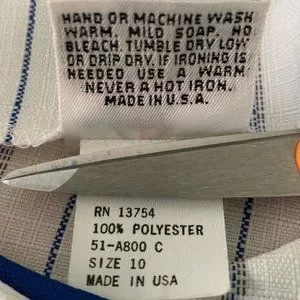 HAND OR MACHINE WASH
WARM. MILD SOAP. NO
BLEACH. TUMBLE DRY LOW
OR DRIP DRY. IF IRONING IS
NEEDED USE A WARM
NEVER A HOT IRON.
MADE IN U.S.A.
RN 13754
100% POLYESTER
51-A800 C
SIZE 10
MADE IN USA